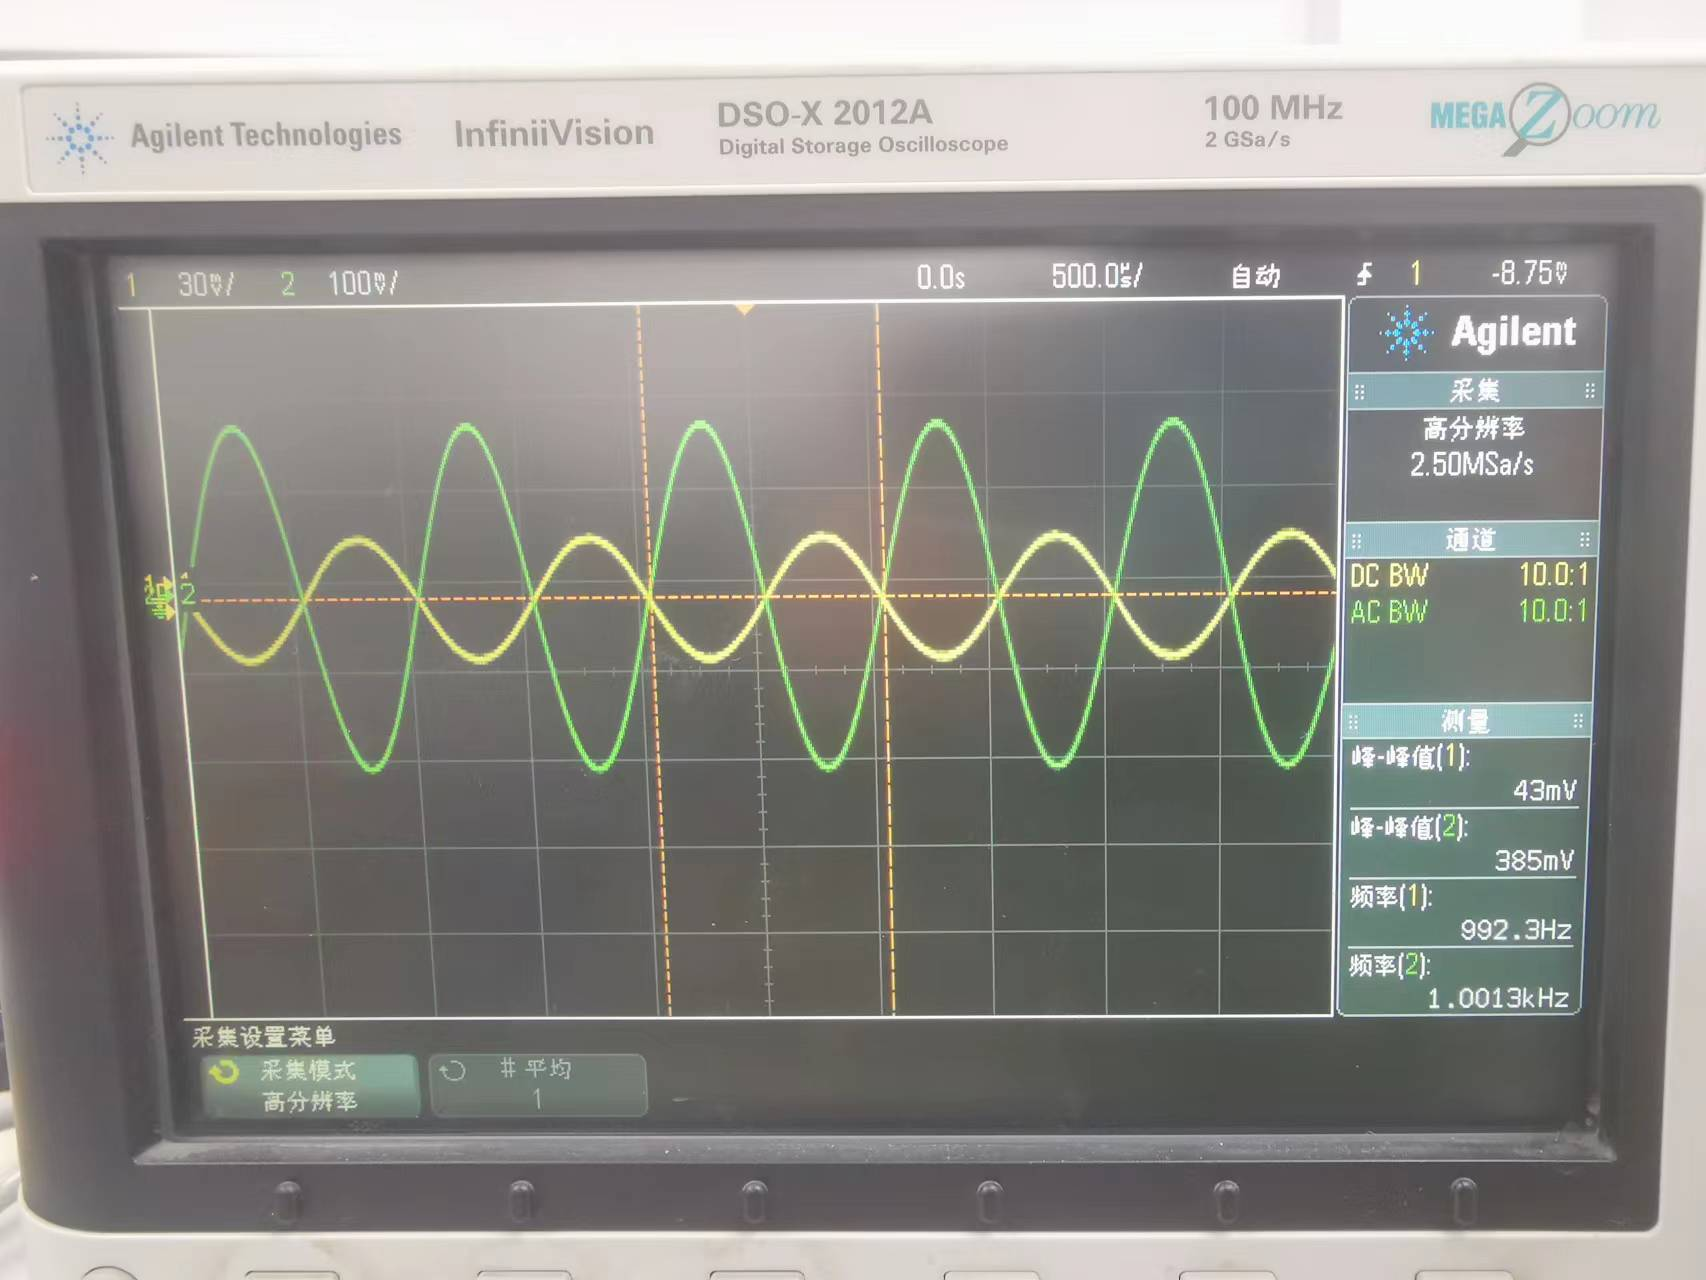 Agilent Technologies InfiniiVision DSO-X 2012A 100 MHz MEGA Zoom
Digital Storage Oscilloscope 2 GSa/s
1 30mV/ 2 100mV/ 0.0s 500.0µs/ 自动 1 -8.75V
Agilent
采集
高分辨率
2.50MSa/s
通道
DC BW 10.0:1
AC BW 10.0:1
测量
峰-峰值(1):
43mV
峰-峰值(2):
385mV
频率(1):
992.3Hz
频率(2):
1.0013kHz
2
采集设置菜单
采集模式 # 平均
高分辨率 1